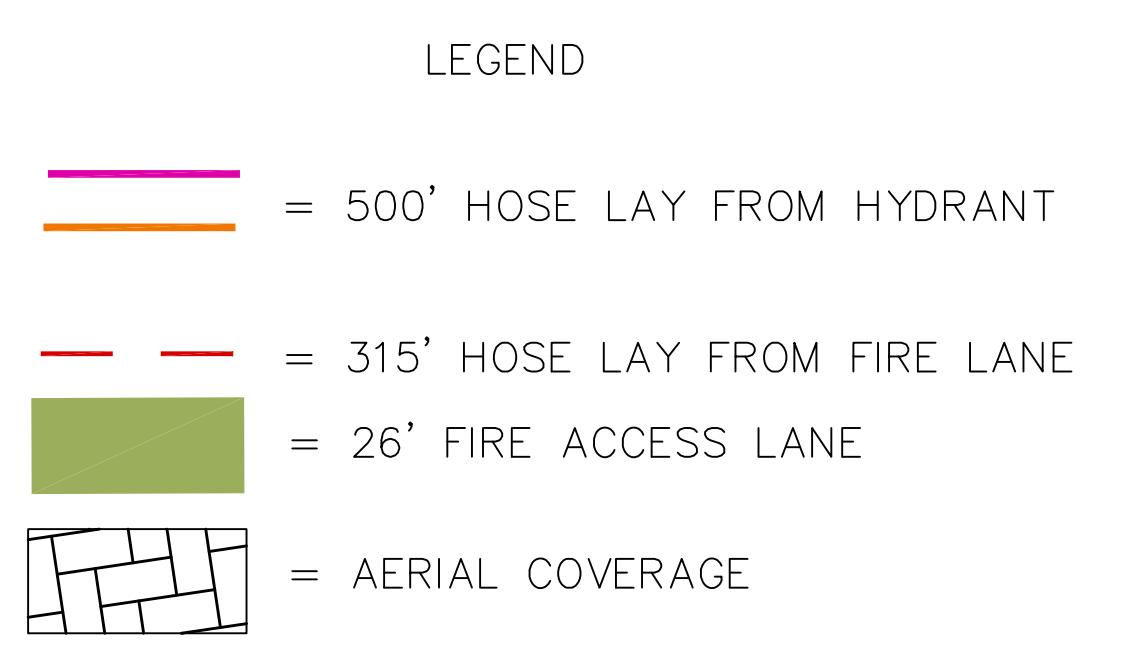 LEGEND
= 500' HOSE LAY FROM HYDRANT
= 315' HOSE LAY FROM FIRE LANE
= 26' FIRE ACCESS LANE
= AERIAL COVERAGE